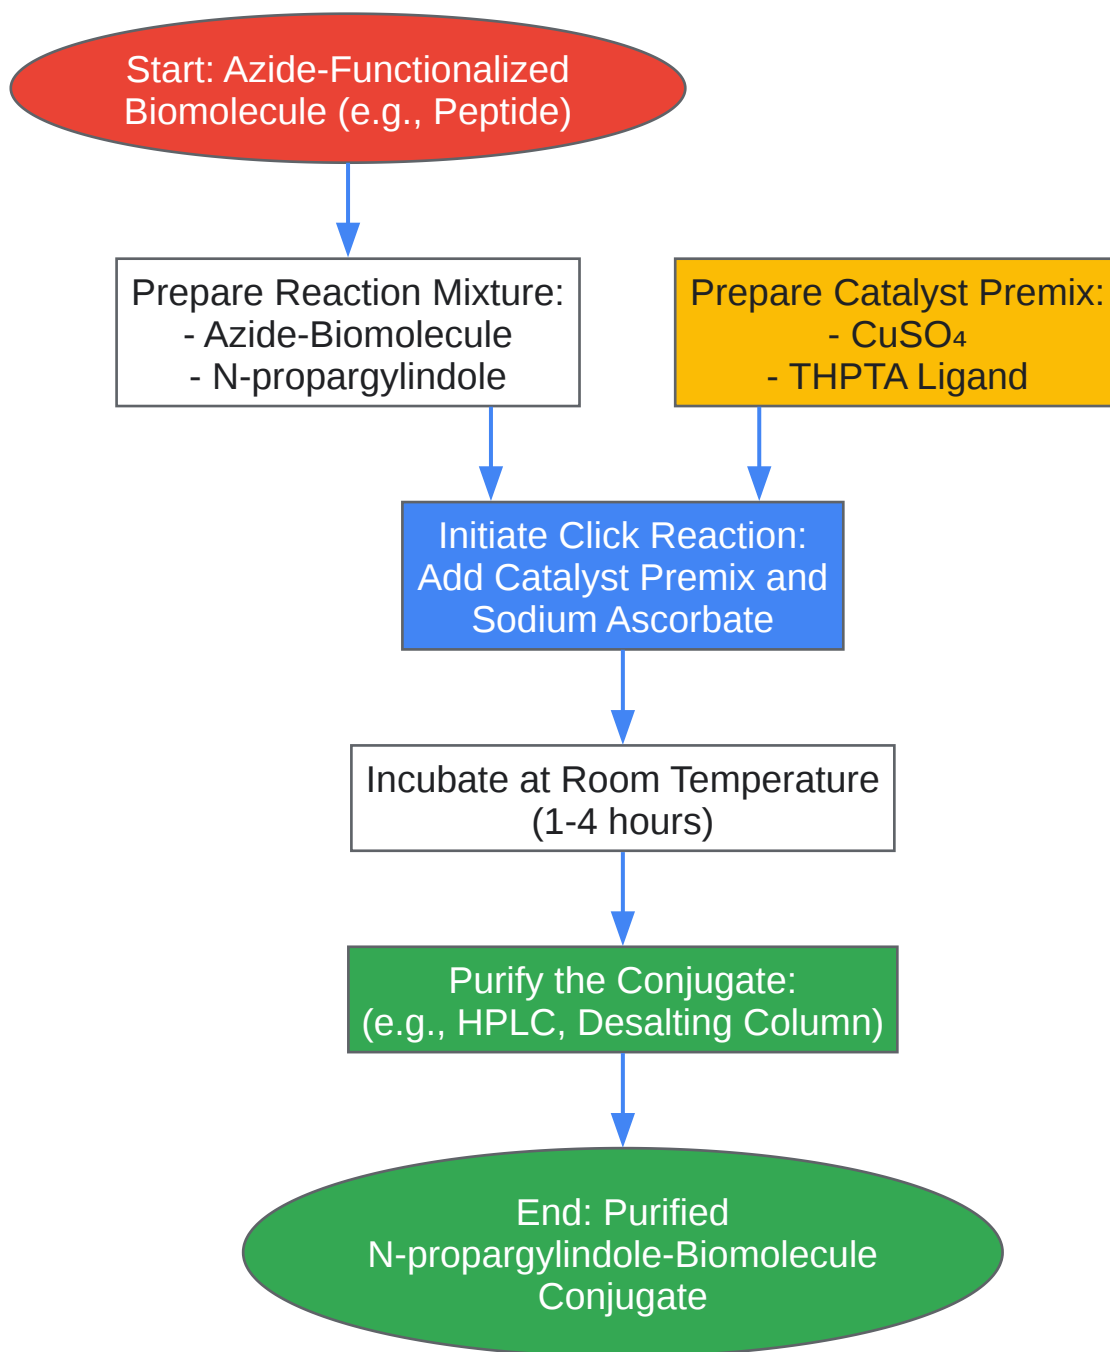 Start: Azide-Functionalized
Biomolecule (e.g., Peptide)
Prepare Reaction Mixture:
- Azide-Biomolecule
- N-propargylindole
Prepare Catalyst Premix:
- CuSO₄
- THPTA Ligand
Initiate Click Reaction:
Add Catalyst Premix and
Sodium Ascorbate
Incubate at Room Temperature
(1-4 hours)
Purify the Conjugate:
(e.g., HPLC, Desalting Column)
End: Purified
N-propargylindole-Biomolecule
Conjugate